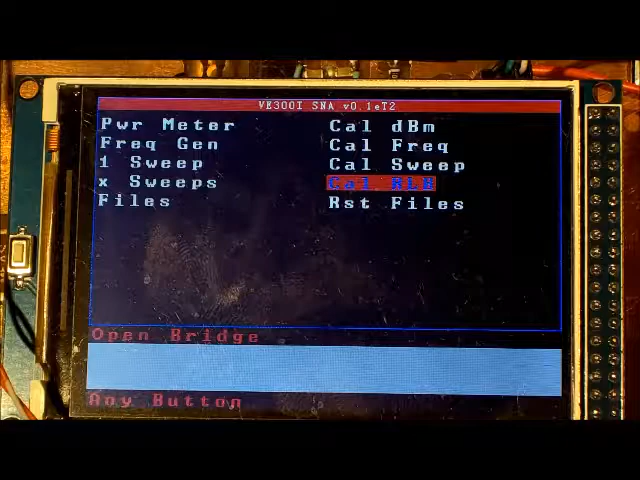 VE3OOI SNA v0.1eT2
Pwr Meter
Freq Gen
1 Sweep
x Sweeps
Files
Cal dBm
Cal Freq
Cal Sweep
Cal RLB
Rst Files
Open Bridge
Any Button